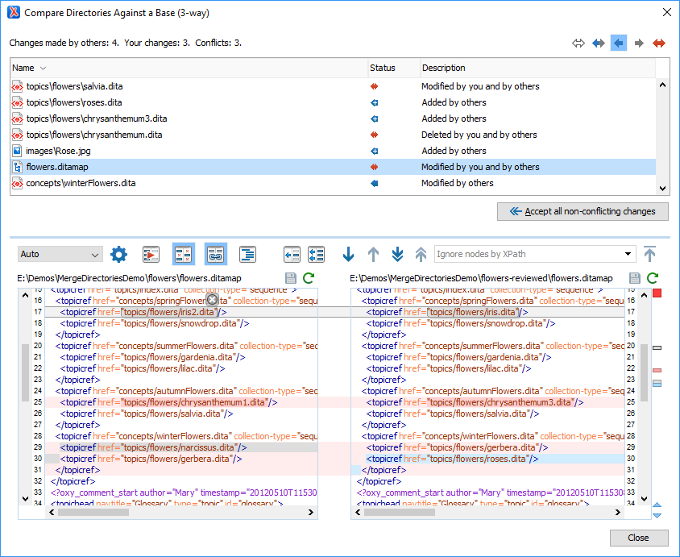 Compare Directories Against a Base (3-way)
Changes made by others: 4. Your changes: 3. Conflicts: 3.
Name Status Description
topics\flowers\salvia.dita Modified by you and by others
topics\flowers\roses.dita Added by others
topics\flowers\chrysanthemum3.dita Added by others
topics\flowers\chrysanthemum.dita Deleted by you and by others
images\Rose.jpg Added by others
flowers.ditamap Modified by you and by others
concepts\winterFlowers.dita Modified by others
Accept all non-conflicting changes
Auto Ignore nodes by XPath
E:\Demos\MergeDirectoriesDemo\flowers\flowers.ditamap
15 <topicref href="topics/index.dita" collection-type="sequence">
16 <topicref href="concepts/springFlowers.dita" collection-type="sequ
17 <topicref href="topics/flowers/iris2.dita"/>
18 <topicref href="topics/flowers/snowdrop.dita"/>
19 </topicref>
20 <topicref href="concepts/summerFlowers.dita" collection-type="sec
21 <topicref href="topics/flowers/gardenia.dita"/>
22 <topicref href="topics/flowers/lilac.dita"/>
23 </topicref>
24 <topicref href="concepts/autumnFlowers.dita" collection-type="sec
25 <topicref href="topics/flowers/chrysanthemum1.dita"/>
26 <topicref href="topics/flowers/salvia.dita"/>
27 </topicref>
28 <topicref href="concepts/winterFlowers.dita" collection-type="sequ
29 <topicref href="topics/flowers/narcissus.dita"/>
30 <topicref href="topics/flowers/gerbera.dita"/>
31 </topicref>
32 </topicref>
33 <?oxy_comment_start author="Mary" timestamp="20120510T11530
34 <topichead navtitle="Glossary" type="topic" id="glossary">
E:\Demos\MergeDirectoriesDemo\flowers-reviewed\flowers.ditamap
15 <topicref href="topics/index.dita" collection-type="sequence">
16 <topicref href="concepts/springFlowers.dita" collection-type="sequ
17 <topicref href="topics/flowers/iris.dita"/>
18 <topicref href="topics/flowers/snowdrop.dita"/>
19 </topicref>
20 <topicref href="concepts/summerFlowers.dita" collection-type="sec
21 <topicref href="topics/flowers/gardenia.dita"/>
22 <topicref href="topics/flowers/lilac.dita"/>
23 </topicref>
24 <topicref href="concepts/autumnFlowers.dita" collection-type="sec
25 <topicref href="topics/flowers/chrysanthemum3.dita"/>
26 <topicref href="topics/flowers/salvia.dita"/>
27 </topicref>
28 <topicref href="concepts/winterFlowers.dita" collection-type="sequ
29 <topicref href="topics/flowers/gerbera.dita"/>
30 <topicref href="topics/flowers/roses.dita"/>
31 </topicref>
32 </topicref>
33 <?oxy_comment_start author="Mary" timestamp="20120510T11530
34 <topichead navtitle="Glossary" type="topic" id="glossary">
Close